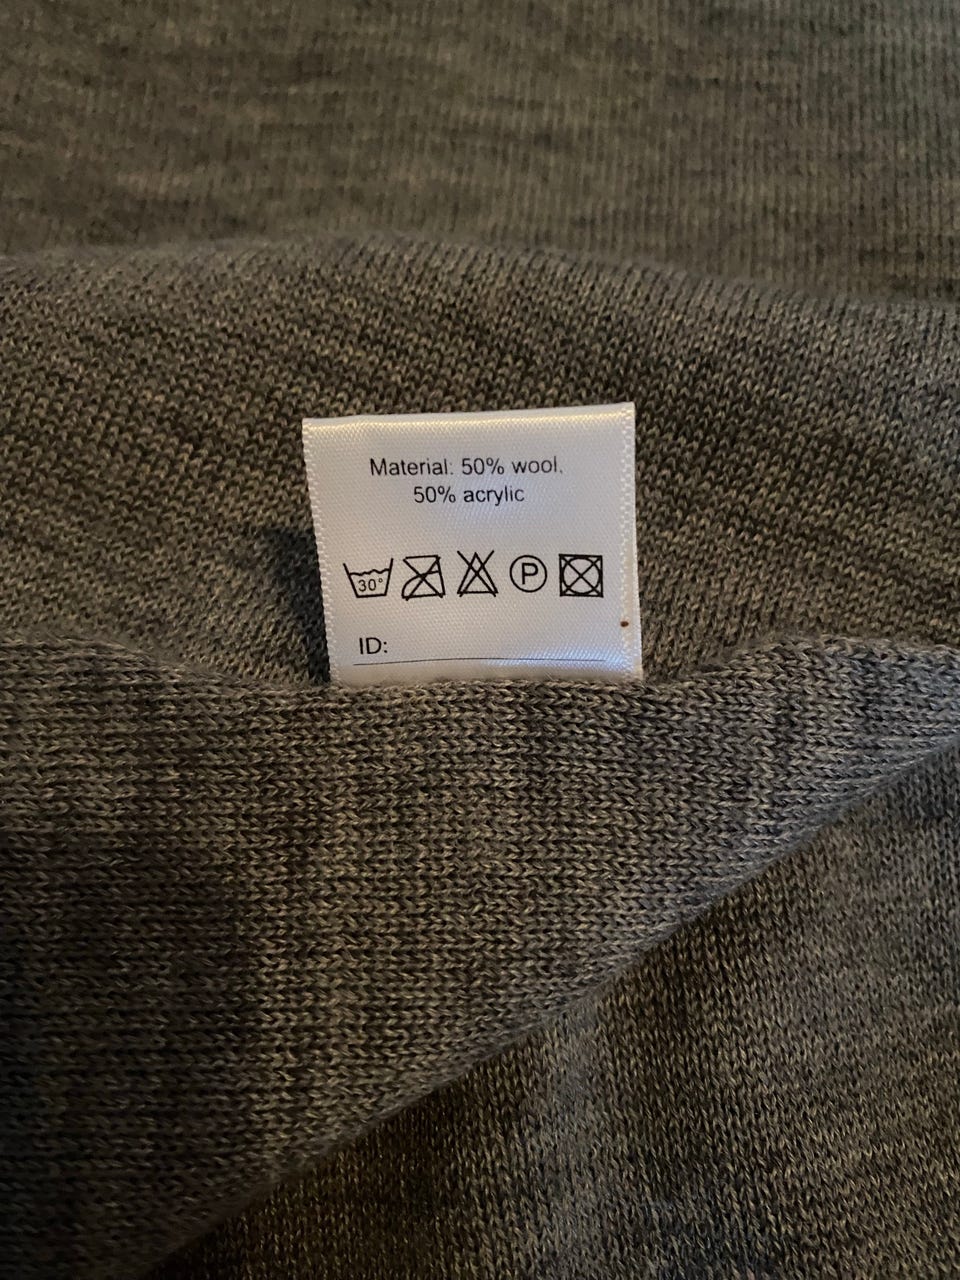 Material: 50% wool,
50% acrylic
30°
P
ID: